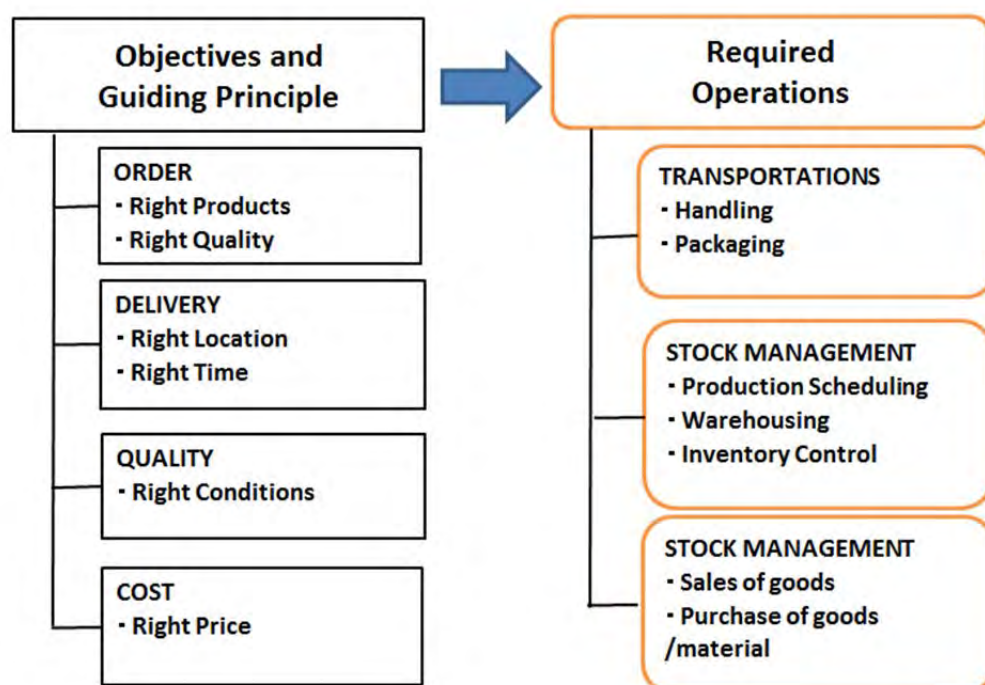 Objectives and
Guiding Principle
ORDER
- Right Products
- Right Quality
DELIVERY
- Right Location
- Right Time
QUALITY
- Right Conditions
COST
- Right Price
Required
Operations
TRANSPORTATIONS
- Handling
- Packaging
STOCK MANAGEMENT
- Production Scheduling
- Warehousing
- Inventory Control
STOCK MANAGEMENT
- Sales of goods
- Purchase of goods
/material